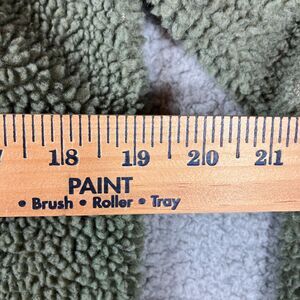 18 19 20 21
PAINT
• Brush • Roller • Tray